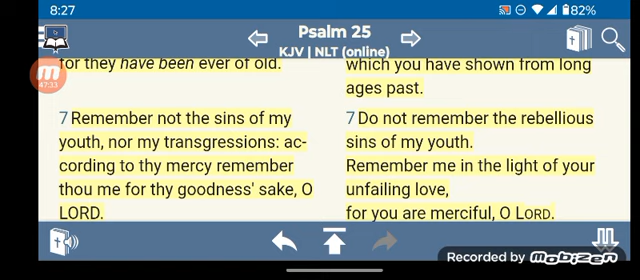 8:27
82%
Psalm 25
KJV | NLT (online)
for they have been ever of old.
7 Remember not the sins of my
youth, nor my transgressions: ac-
cording to thy mercy remember
thou me for thy goodness' sake, O
LORD.
which you have shown from long
ages past.
7 Do not remember the rebellious
sins of my youth.
Remember me in the light of your
unfailing love,
for you are merciful, O LORD.
47:33
Recorded by Mobizen